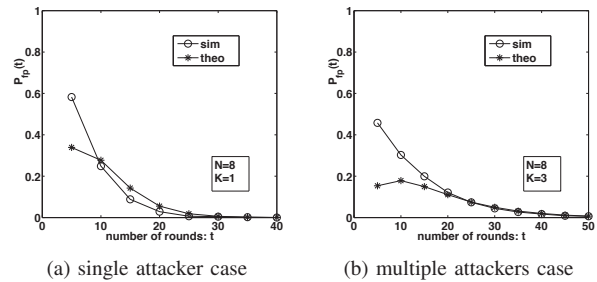 1
0.8
0.6
0.4
0.2
0
P_fp(t)
sim
theo
N=8
K=1
10 20 30 40
number of rounds: t
(a) single attacker case
1
0.8
0.6
0.4
0.2
0
P_fp(t)
sim
theo
N=8
K=3
10 20 30 40 50
number of rounds: t
(b) multiple attackers case